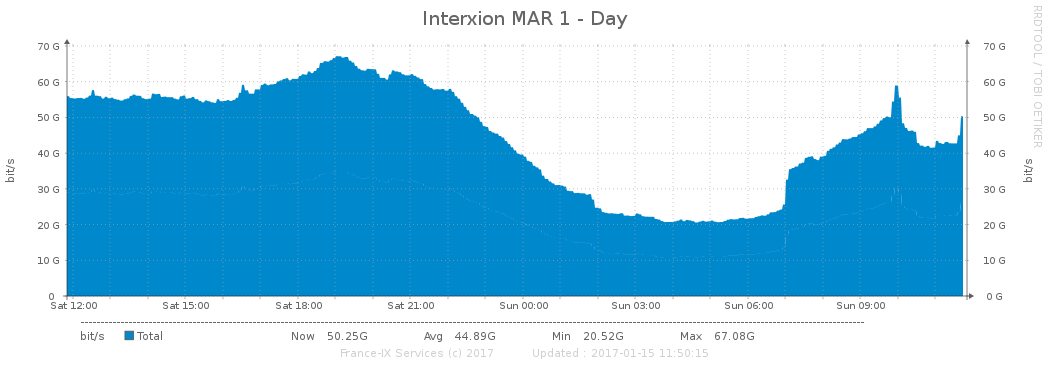 Interxion MAR 1 - Day
RRDTOOL / TOBI OETIKER
70 G 70 G
60 G 60 G
50 G 50 G
40 G 40 G
bit/s bit/s
30 G 30 G
20 G 20 G
10 G 10 G
0 0 G
Sat 12:00 Sat 15:00 Sat 18:00 Sat 21:00 Sun 00:00 Sun 03:00 Sun 06:00 Sun 09:00
bit/s Total Now 50.25G Avg 44.89G Min 20.52G Max 67.08G
France-IX Services (c) 2017 Updated : 2017-01-15 11:50:15